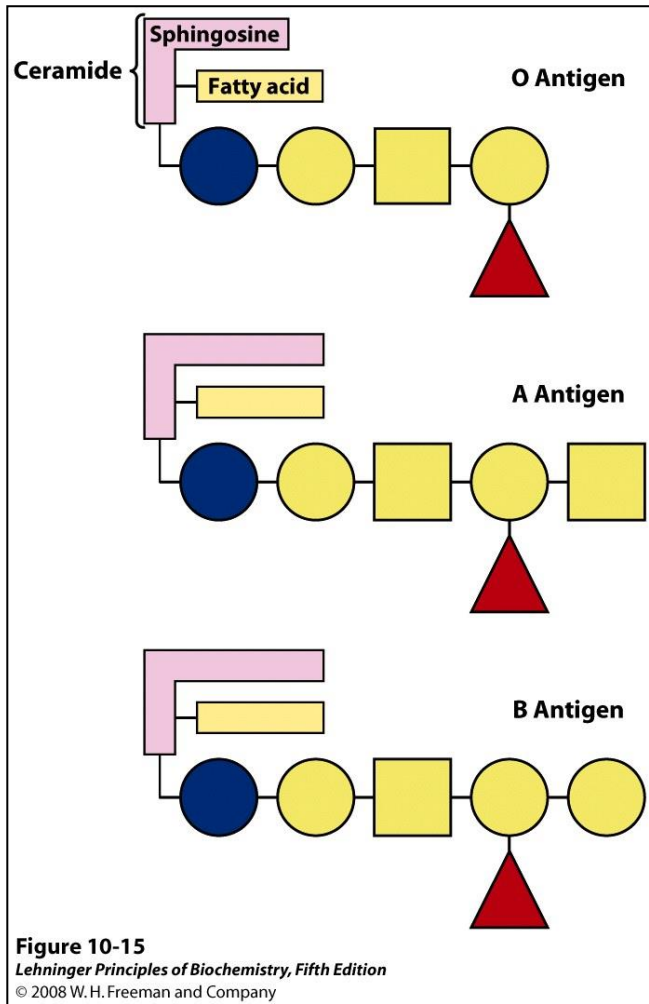 Sphingosine
Ceramide
Fatty acid
O Antigen
A Antigen
B Antigen
Figure 10-15
Lehninger Principles of Biochemistry, Fifth Edition
© 2008 W. H. Freeman and Company